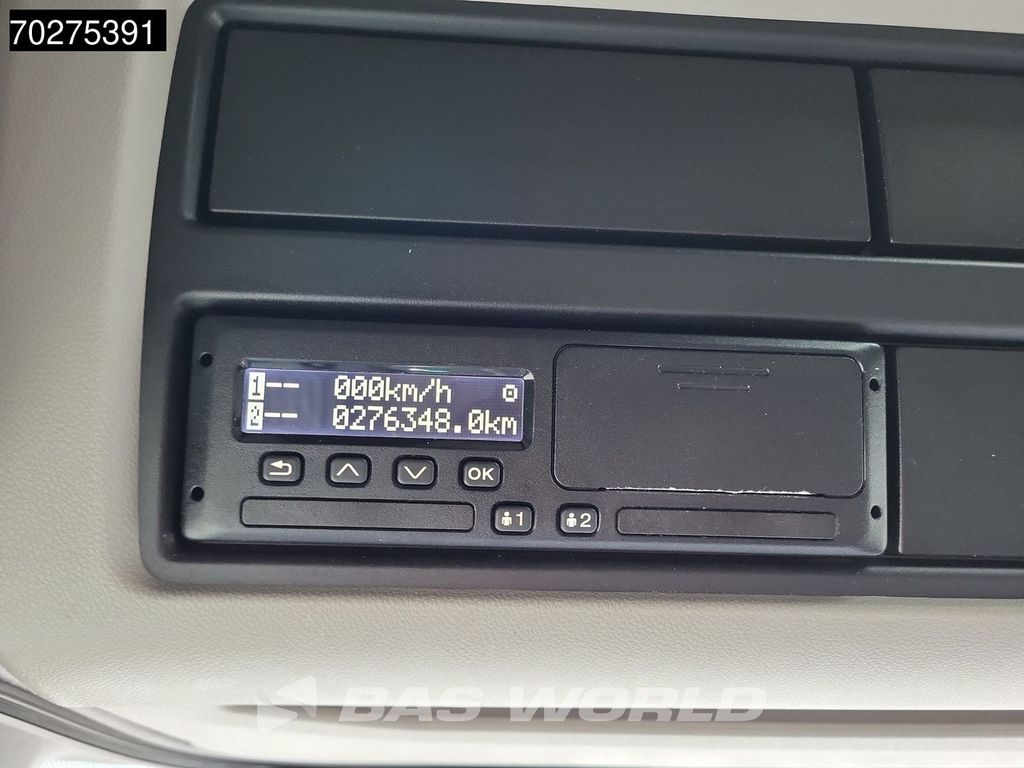 70275391
1-- 000km/h
2-- 0276348.0km
OK
1 2
BAS WORLD